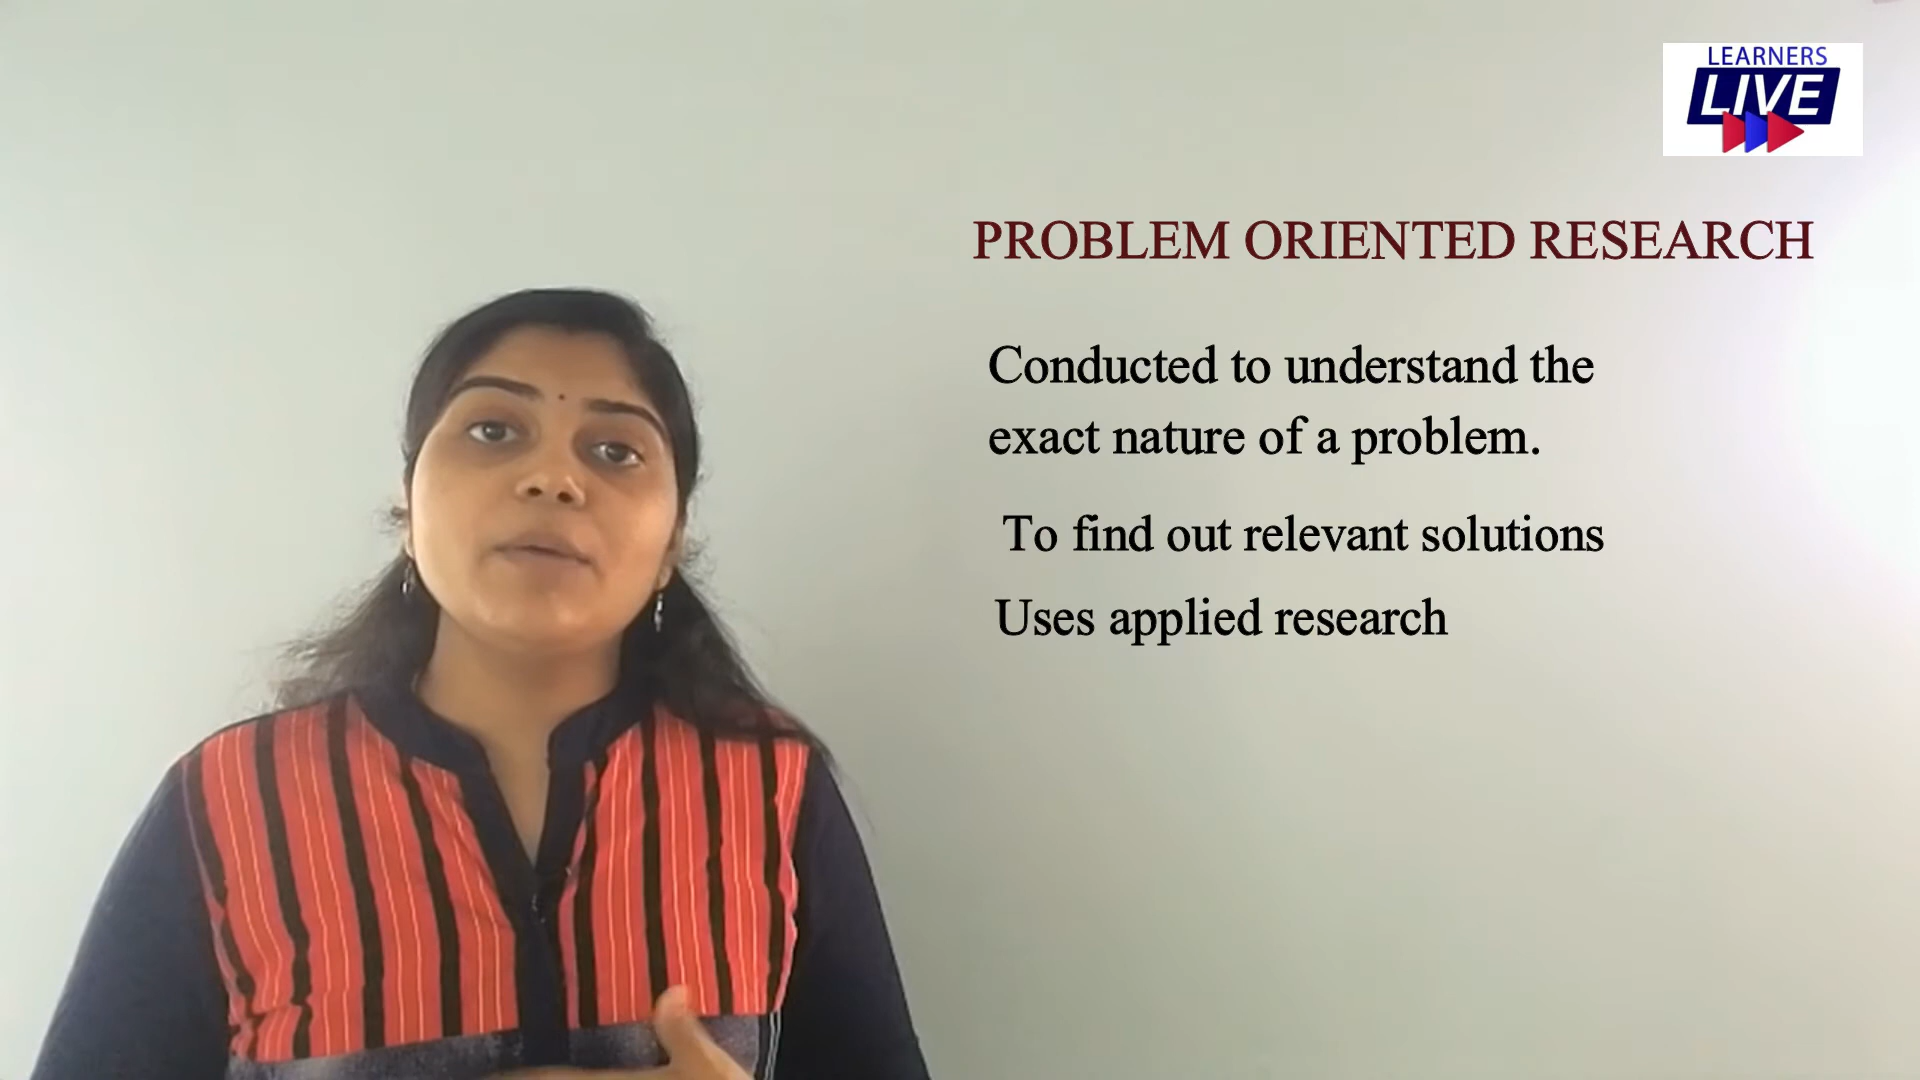 LEARNERS
LIVE
PROBLEM ORIENTED RESEARCH
Conducted to understand the
exact nature of a problem.
To find out relevant solutions
Uses applied research